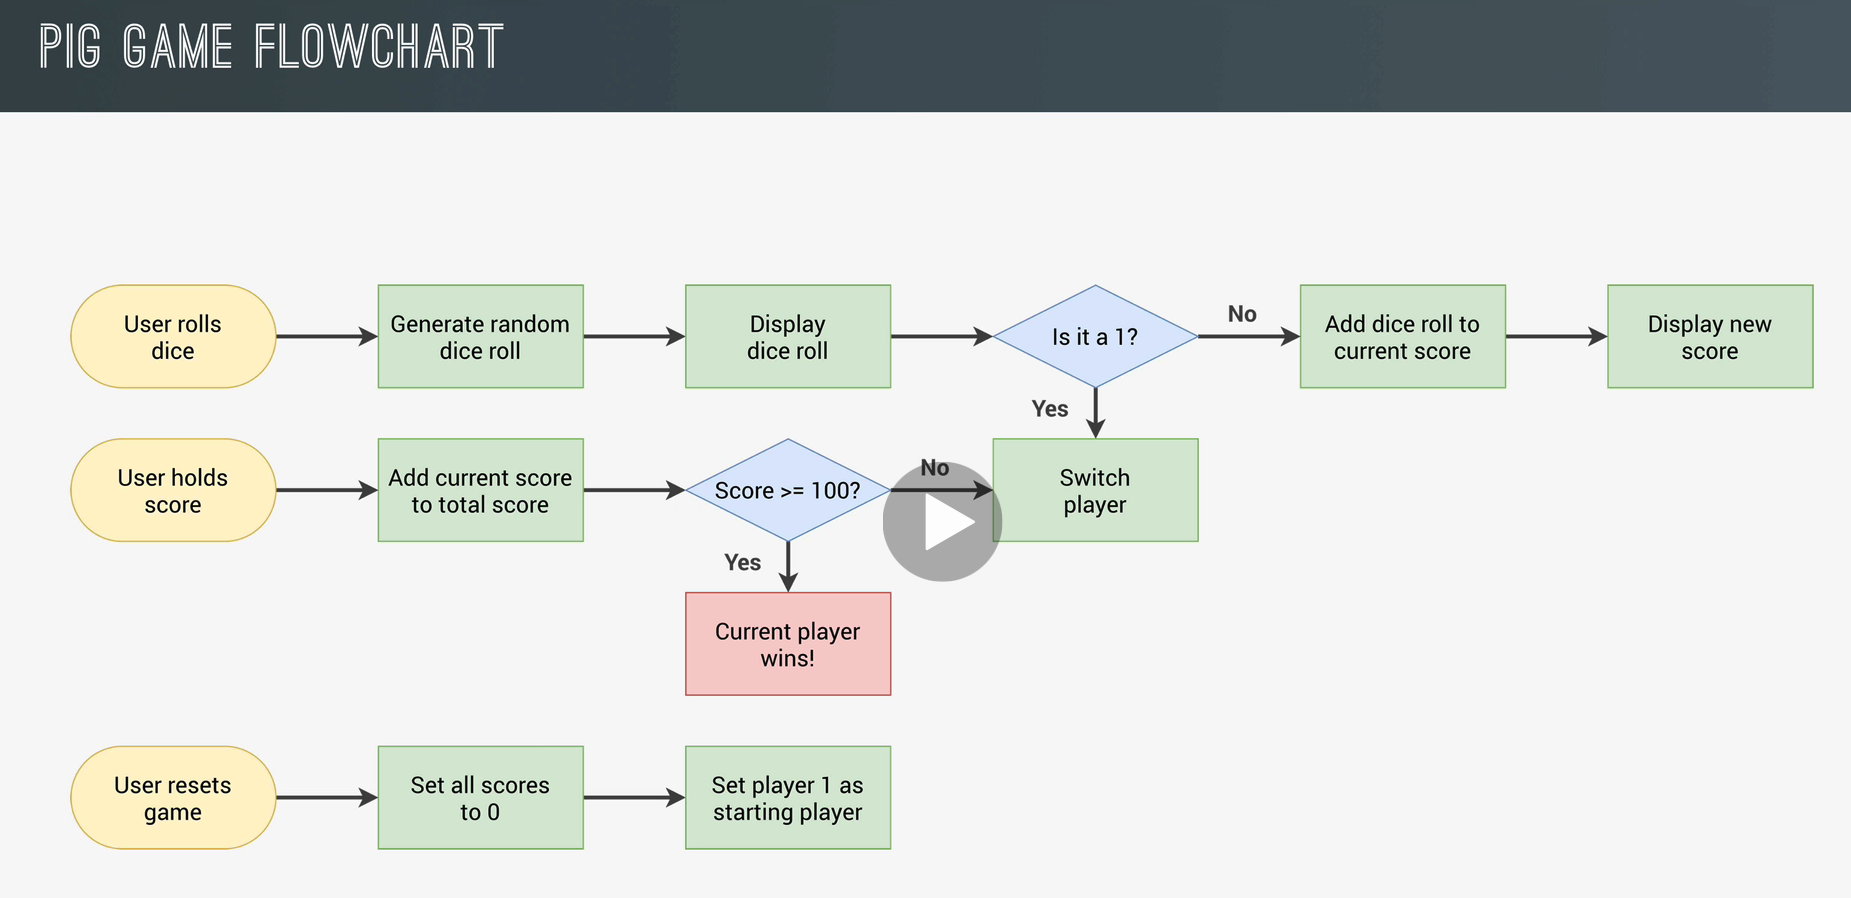 PIG GAME FLOWCHART
User rolls
dice
Generate random
dice roll
Display
dice roll
Is it a 1?
No
Add dice roll to
current score
Display new
score
Yes
User holds
score
Add current score
to total score
Score >= 100?
No
Switch
player
Yes
Current player
wins!
User resets
game
Set all scores
to 0
Set player 1 as
starting player